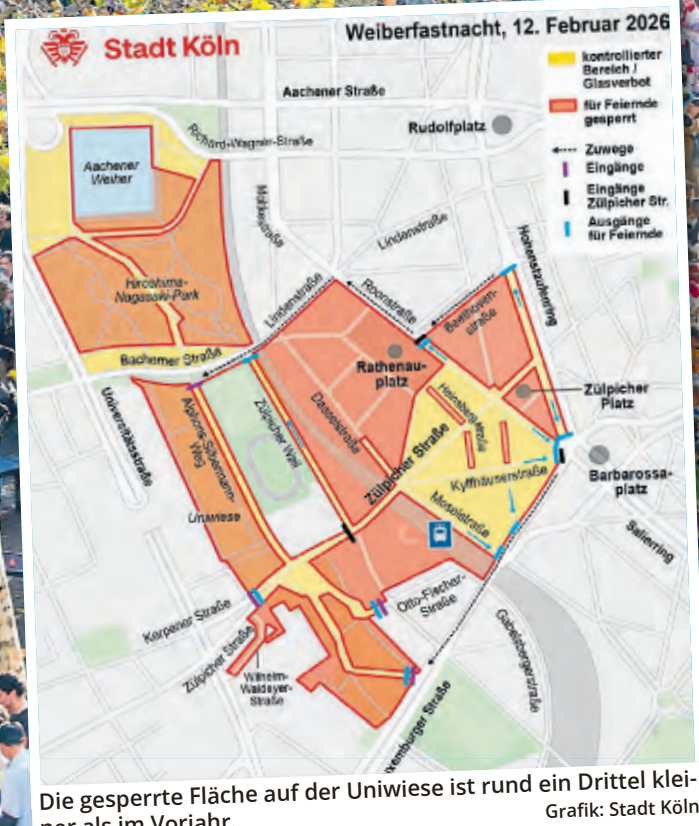 Stadt Köln
Weiberfastnacht, 12. Februar 2026
kontrollierter
Bereich /
Glasverbot
für Feiernde
gesperrt
Zuwege
Eingänge
Eingänge
Zülpicher Str.
Ausgänge
für Feiernde
Aachener Straße
Rudolfplatz
Richard-Wagner-Straße
Aachener
Weiher
Moltkestraße
Lindenstraße
Hohenstaufenring
Hiroshima-
Nagasaki-Park
Lindenstraße
Roonstraße
Beethoven-
straße
Bachemer Straße
Rathenau-
platz
Zülpicher
Platz
Universitätsstraße
Alphons-Silbermann-
Weg
Zülpicher Wall
Dasselstraße
Heinsbergstraße
Zülpicher Straße
Kyffhäuserstraße
Barbarossa-
platz
Moselstraße
Salierring
Uniwiese
Otto-Fischer-
Straße
Kerpener Straße
Zülpicher Straße
Wilhelm-
Waldeyer-
Straße
Gabelsbergerstraße
xemburger Straße
Die gesperrte Fläche auf der Uniwiese ist rund ein Drittel klei-
ner als im Vorjahr.
Grafik: Stadt Köln